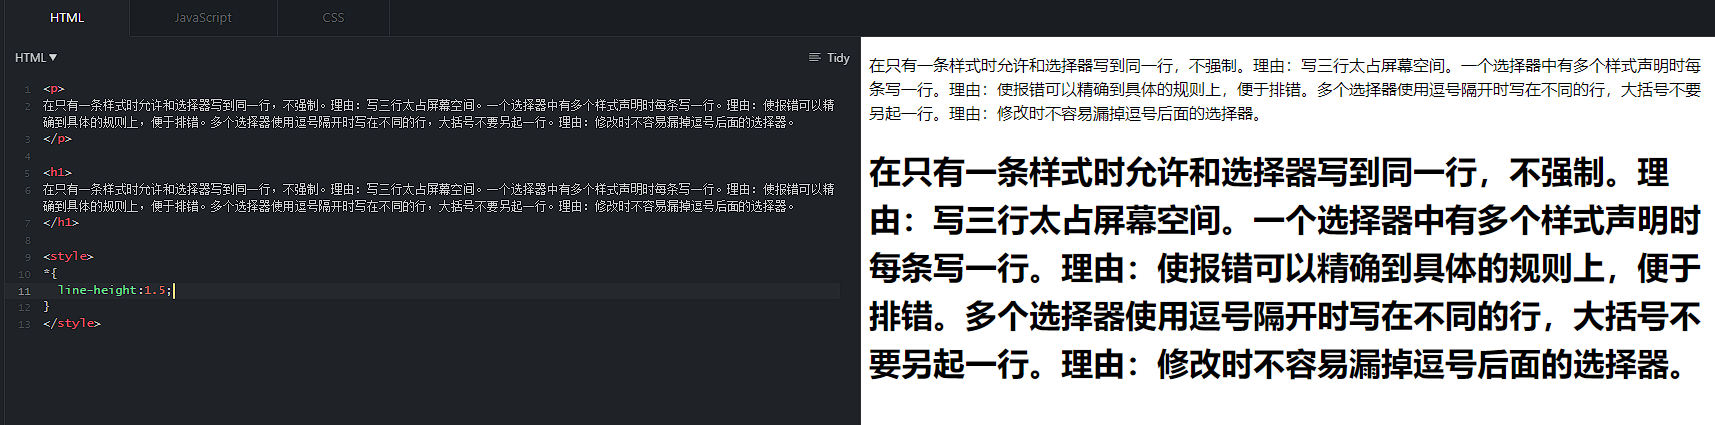 HTML
JavaScript
CSS
HTML ▼
Tidy
1 <p>
2 在只有一条样式时允许和选择器写到同一行，不强制。理由：写三行太占屏幕空间。一个选择器中有多个样式声明时每条写一行。理由：使报错可以精
确到具体的规则上，便于排错。多个选择器使用逗号隔开时写在不同的行，大括号不要另起一行。理由：修改时不容易漏掉逗号后面的选择器。
3 </p>
4
5 <h1>
6 在只有一条样式时允许和选择器写到同一行，不强制。理由：写三行太占屏幕空间。一个选择器中有多个样式声明时每条写一行。理由：使报错可以精
确到具体的规则上，便于排错。多个选择器使用逗号隔开时写在不同的行，大括号不要另起一行。理由：修改时不容易漏掉逗号后面的选择器。
7 </h1>
8
9 <style>
10 *{
11 line-height:1.5;
12 }
13 </style>
在只有一条样式时允许和选择器写到同一行，不强制。理由：写三行太占屏幕空间。一个选择器中有多个样式声明时每
条写一行。理由：使报错可以精确到具体的规则上，便于排错。多个选择器使用逗号隔开时写在不同的行，大括号不要
另起一行。理由：修改时不容易漏掉逗号后面的选择器。
在只有一条样式时允许和选择器写到同一行，不强制。理
由：写三行太占屏幕空间。一个选择器中有多个样式声明时
每条写一行。理由：使报错可以精确到具体的规则上，便于
排错。多个选择器使用逗号隔开时写在不同的行，大括号不
要另起一行。理由：修改时不容易漏掉逗号后面的选择器。